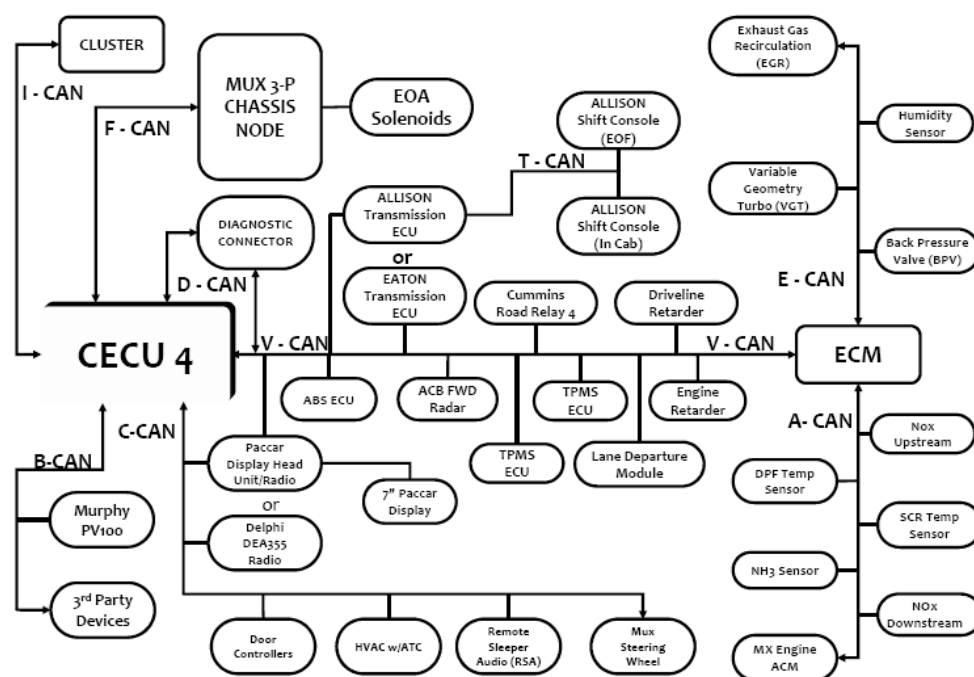 CLUSTER
I - CAN
F - CAN
MUX 3-P
CHASSIS
NODE
EOA
Solenoids
DIAGNOSTIC
CONNECTOR
D - CAN
ALLISON
Transmission
ECU
or
EATON
Transmission
ECU
T - CAN
ALLISON
Shift Console
(EOF)
ALLISON
Shift Console
(In Cab)
Exhaust Gas
Recirculation
(EGR)
Humidity
Sensor
Variable
Geometry
Turbo (VGT)
Back Pressure
Valve (BPV)
E - CAN
CECU 4
V - CAN
Cummins
Road Relay 4
Driveline
Retarder
V - CAN
ECM
ABS ECU
ACB FWD
Radar
TPMS
ECU
Engine
Retarder
TPMS
ECU
Lane Departure
Module
B-CAN
C-CAN
Murphy
PV100
3rd Party
Devices
Paccar
Display Head
Unit/Radio
7" Paccar
Display
or
Delphi
DEA355
Radio
Door
Controllers
HVAC w/ATC
Remote
Sleeper
Audio (RSA)
Mux
Steering
Wheel
A- CAN
Nox
Upstream
DPF Temp
Sensor
SCR Temp
Sensor
NH3 Sensor
NOx
Downstream
MX Engine
ACM